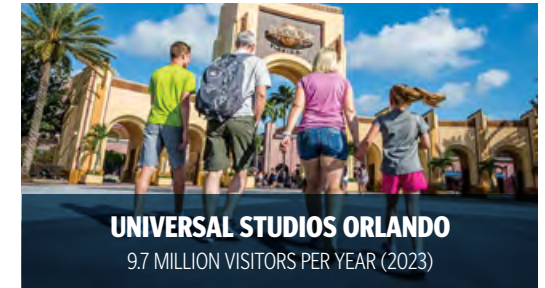 UNIVERSAL STUDIOS ORLANDO
9.7 MILLION VISITORS PER YEAR (2023)